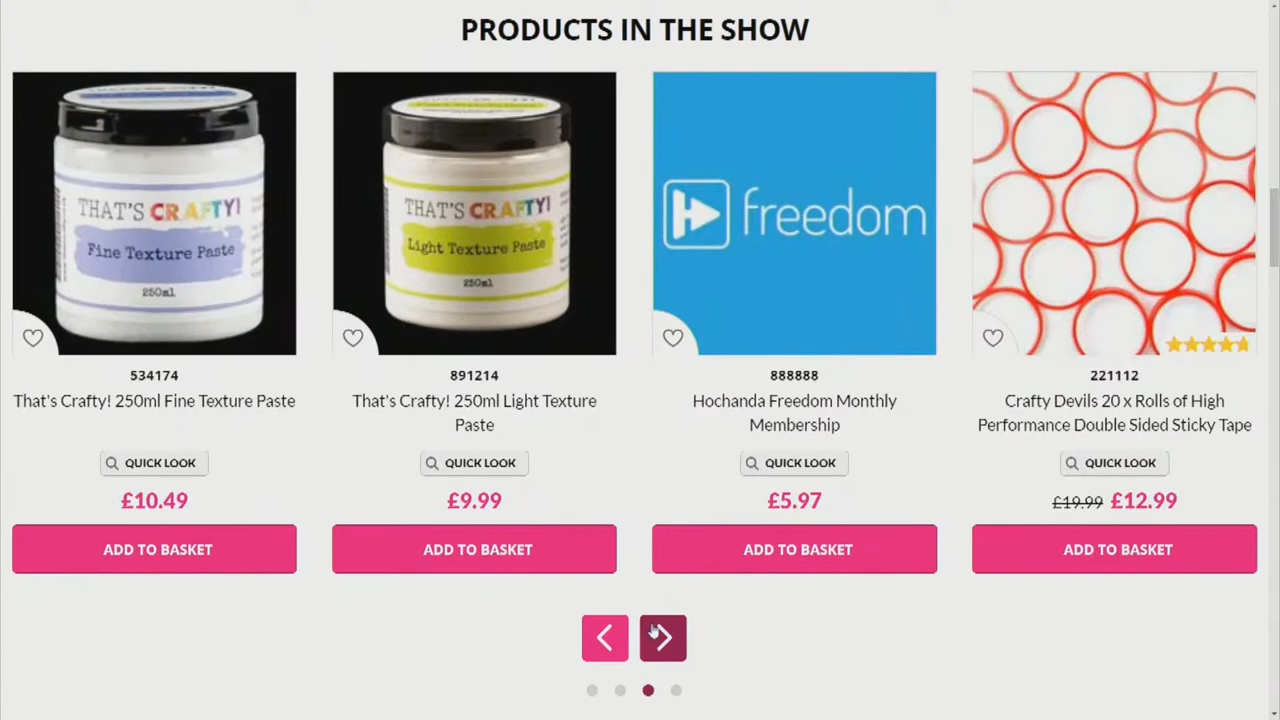 PRODUCTS IN THE SHOW
THAT'S CRAFTY!
Fine Texture Paste
250ml
THAT'S CRAFTY!
Light Texture Paste
250ml
freedom
534174
That's Crafty! 250ml Fine Texture Paste
QUICK LOOK
£10.49
ADD TO BASKET
891214
That's Crafty! 250ml Light Texture
Paste
QUICK LOOK
£9.99
ADD TO BASKET
888888
Hochanda Freedom Monthly
Membership
QUICK LOOK
£5.97
ADD TO BASKET
221112
Crafty Devils 20 x Rolls of High
Performance Double Sided Sticky Tape
QUICK LOOK
£19.99 £12.99
ADD TO BASKET